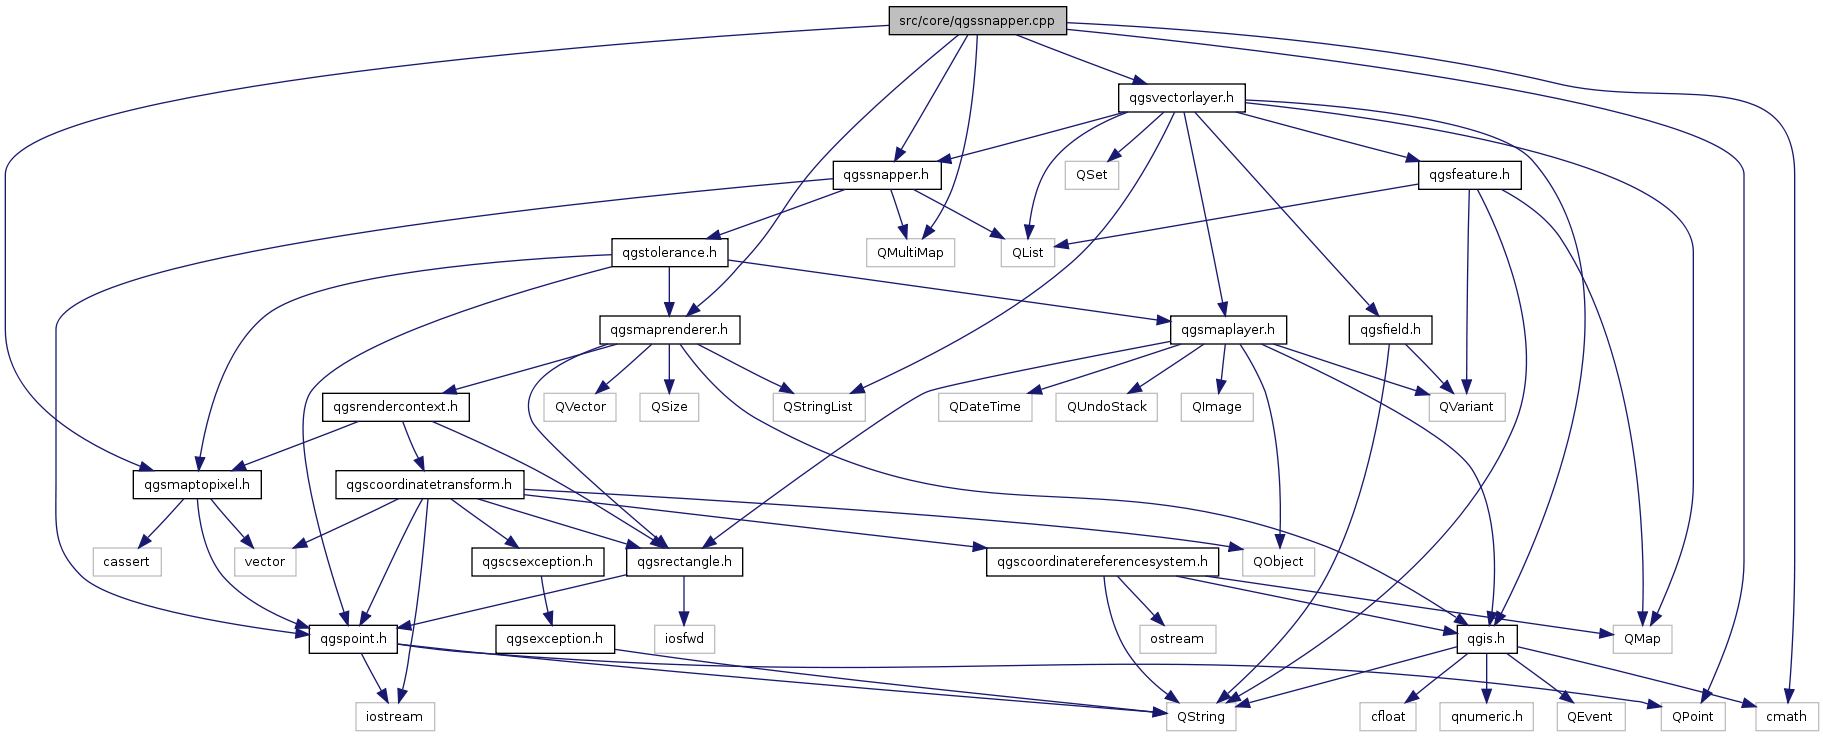 src/core/qgssnapper.cpp
qgsvectorlayer.h
qgssnapper.h
QSet
qgsfeature.h
qgstolerance.h
QMultiMap
QList
qgsmaprenderer.h
qgsmaplayer.h
qgsfield.h
qgsrendercontext.h
QVector
QSize
QStringList
QDateTime
QUndoStack
QImage
QVariant
qgsmaptopixel.h
qgscoordinatetransform.h
cassert
vector
qgscsexception.h
qgsrectangle.h
qgscoordinatereferencesystem.h
QObject
qgspoint.h
qgsexception.h
iosfwd
ostream
qgis.h
QMap
iostream
QString
cfloat
qnumeric.h
QEvent
QPoint
cmath